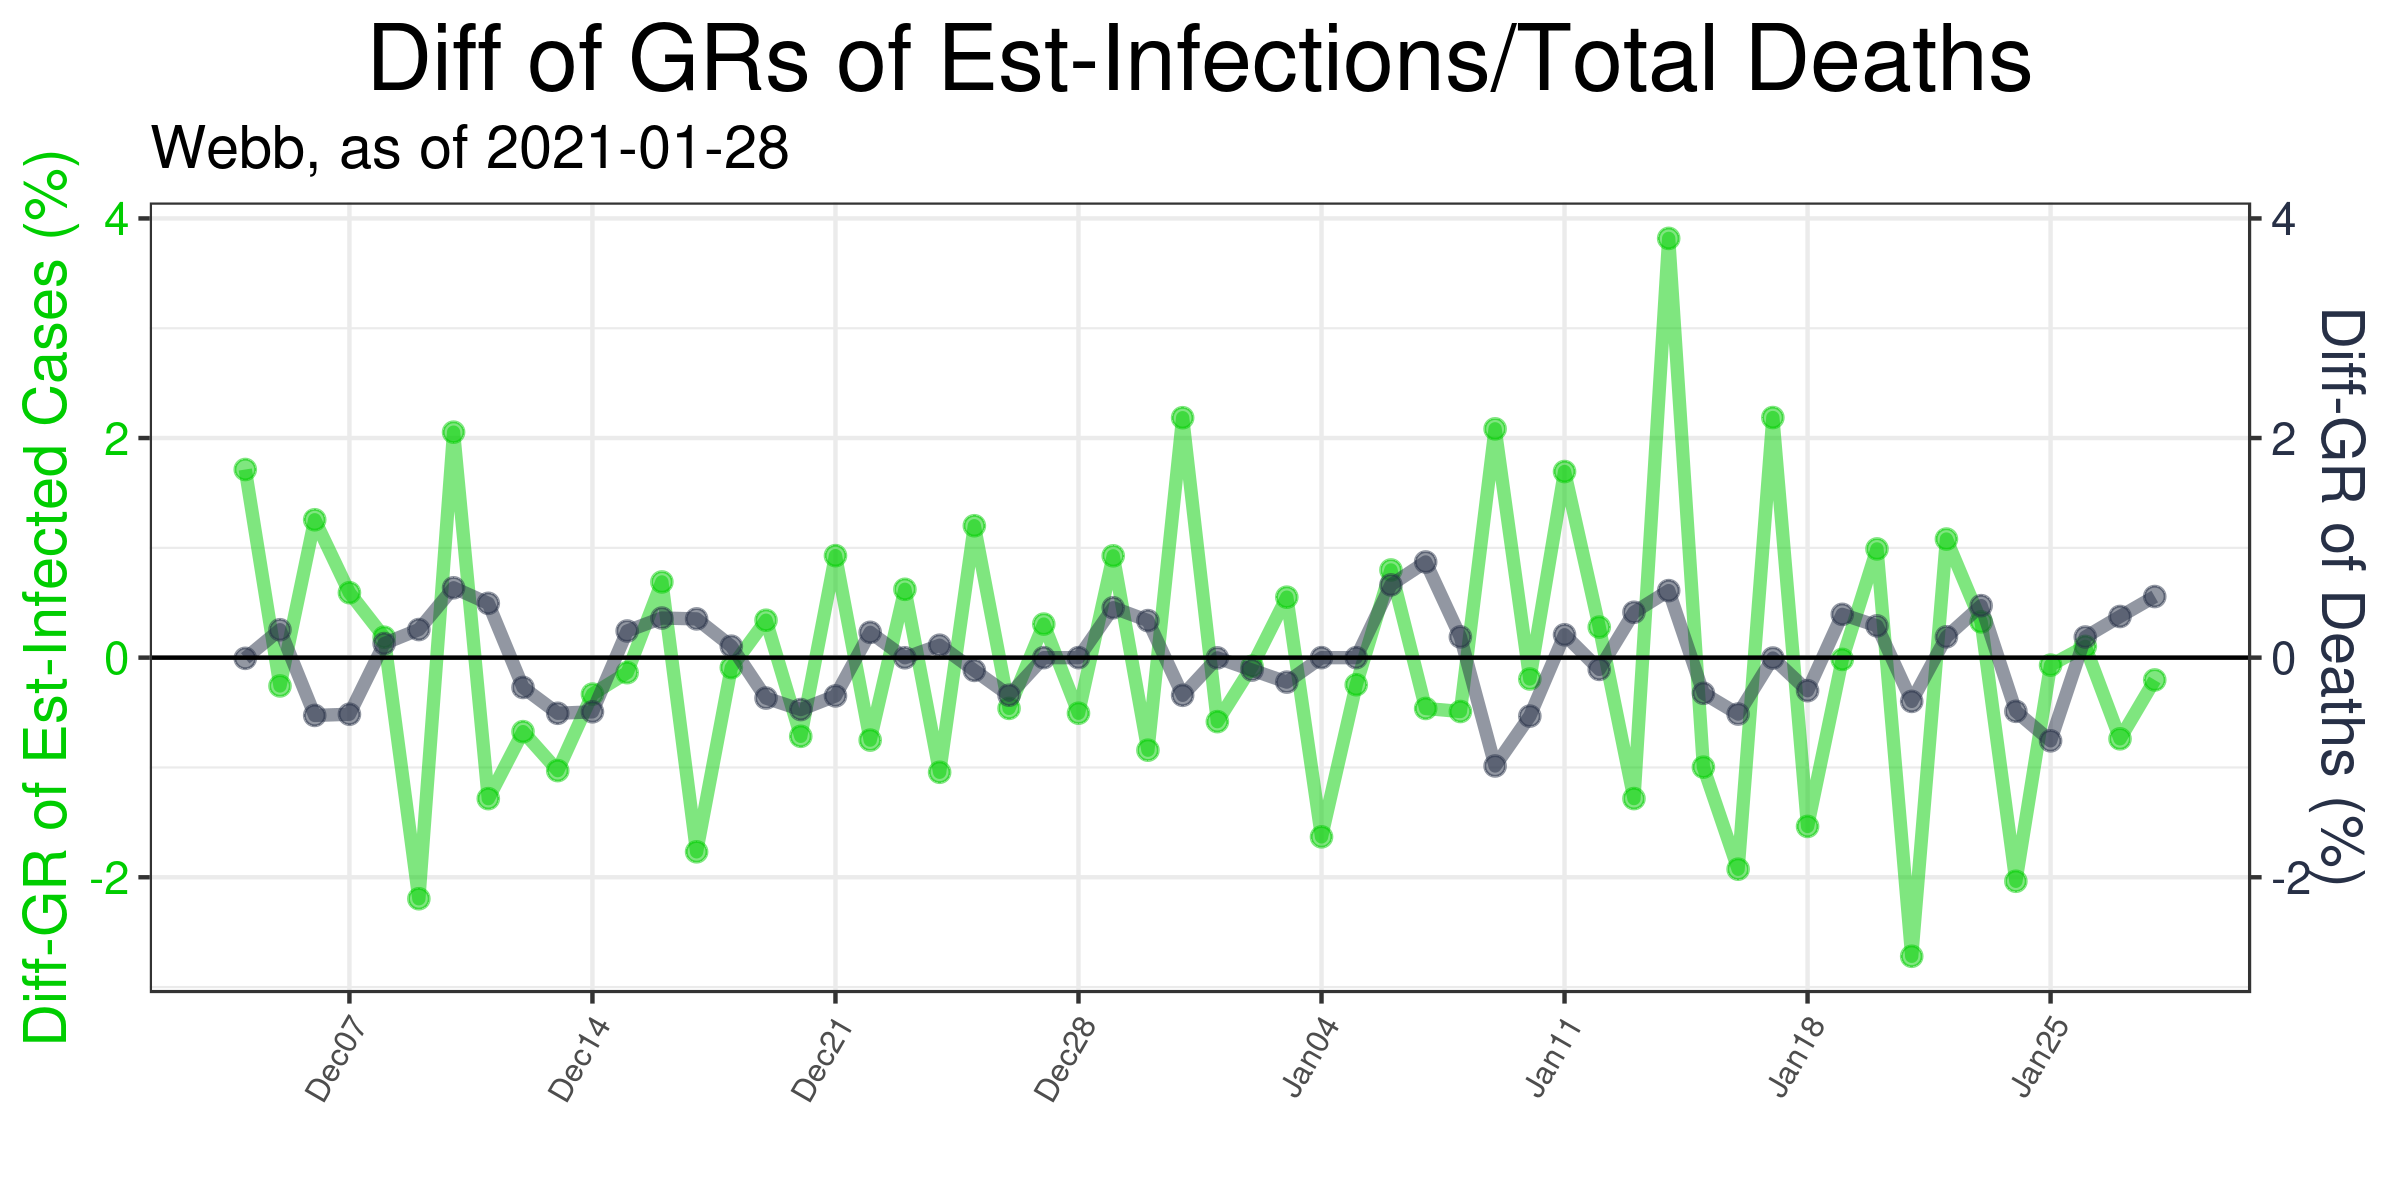 Diff of GRs of Est-Infections/Total Deaths
Webb, as of 2021-01-28
Diff-GR of Est-Infected Cases (%)
4
2
0
-2
4
2
0
-2
Diff-GR of Deaths (%)
Dec07
Dec14
Dec21
Dec28
Jan04
Jan11
Jan18
Jan25